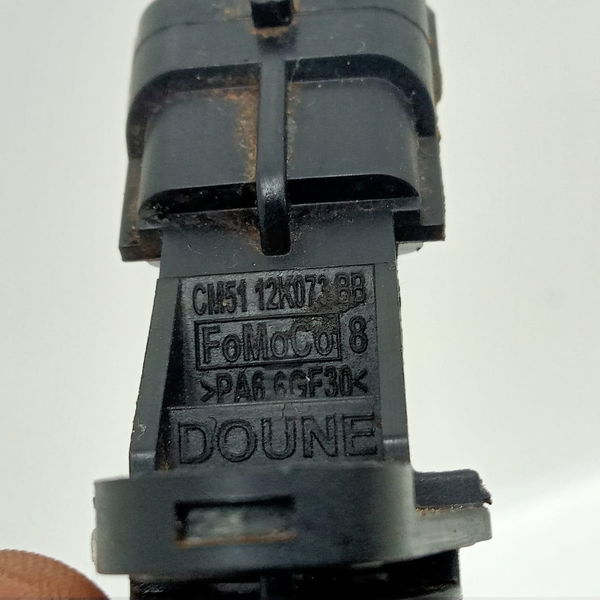 CM51 12K073 BB
FoMoCo 8
>PA6 6GF30<
DOUNE